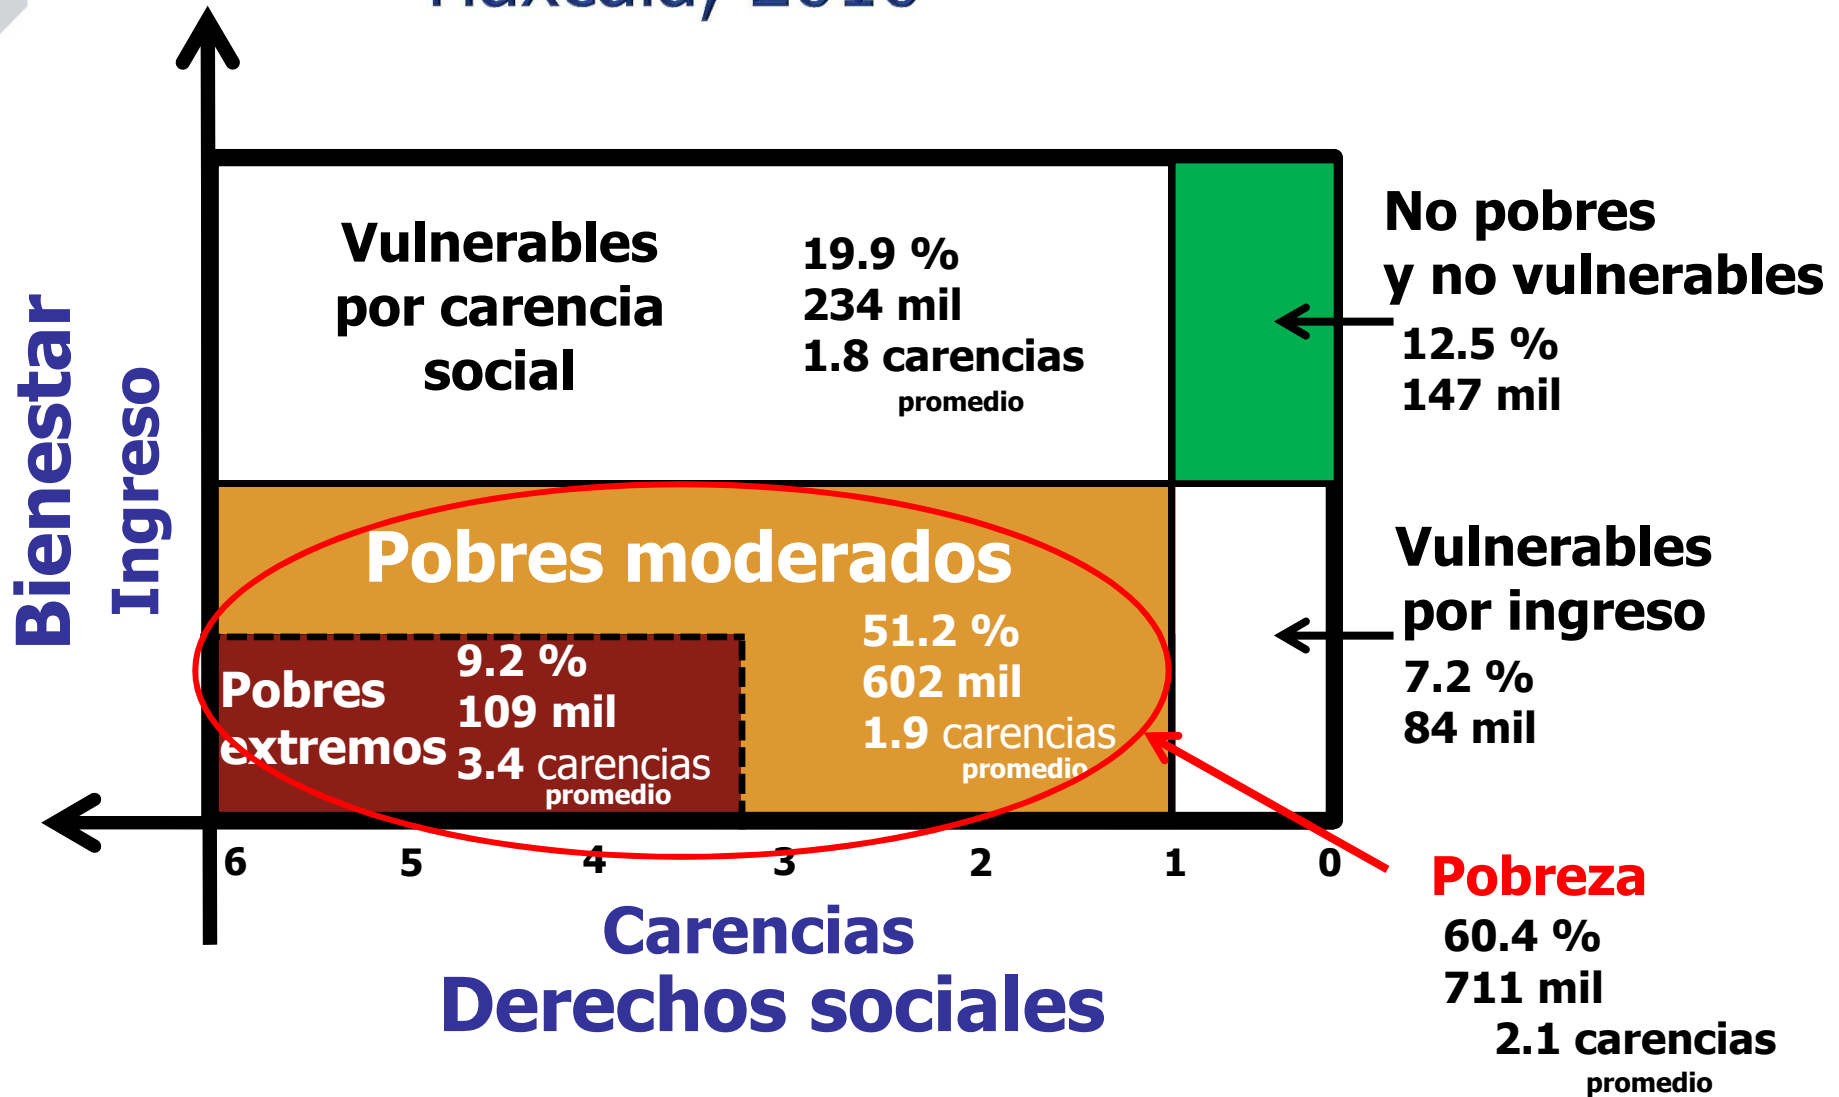 Vulnerables
por carencia
social
19.9 %
234 mil
1.8 carencias
promedio
No pobres
y no vulnerables
12.5 %
147 mil
Bienestar
Ingreso
Pobres moderados
51.2 %
602 mil
1.9 carencias
promedio
Pobres
extremos
9.2 %
109 mil
3.4 carencias
promedio
Vulnerables
por ingreso
7.2 %
84 mil
6 5 4 3 2 1 0
Carencias
Derechos sociales
Pobreza
60.4 %
711 mil
2.1 carencias
promedio